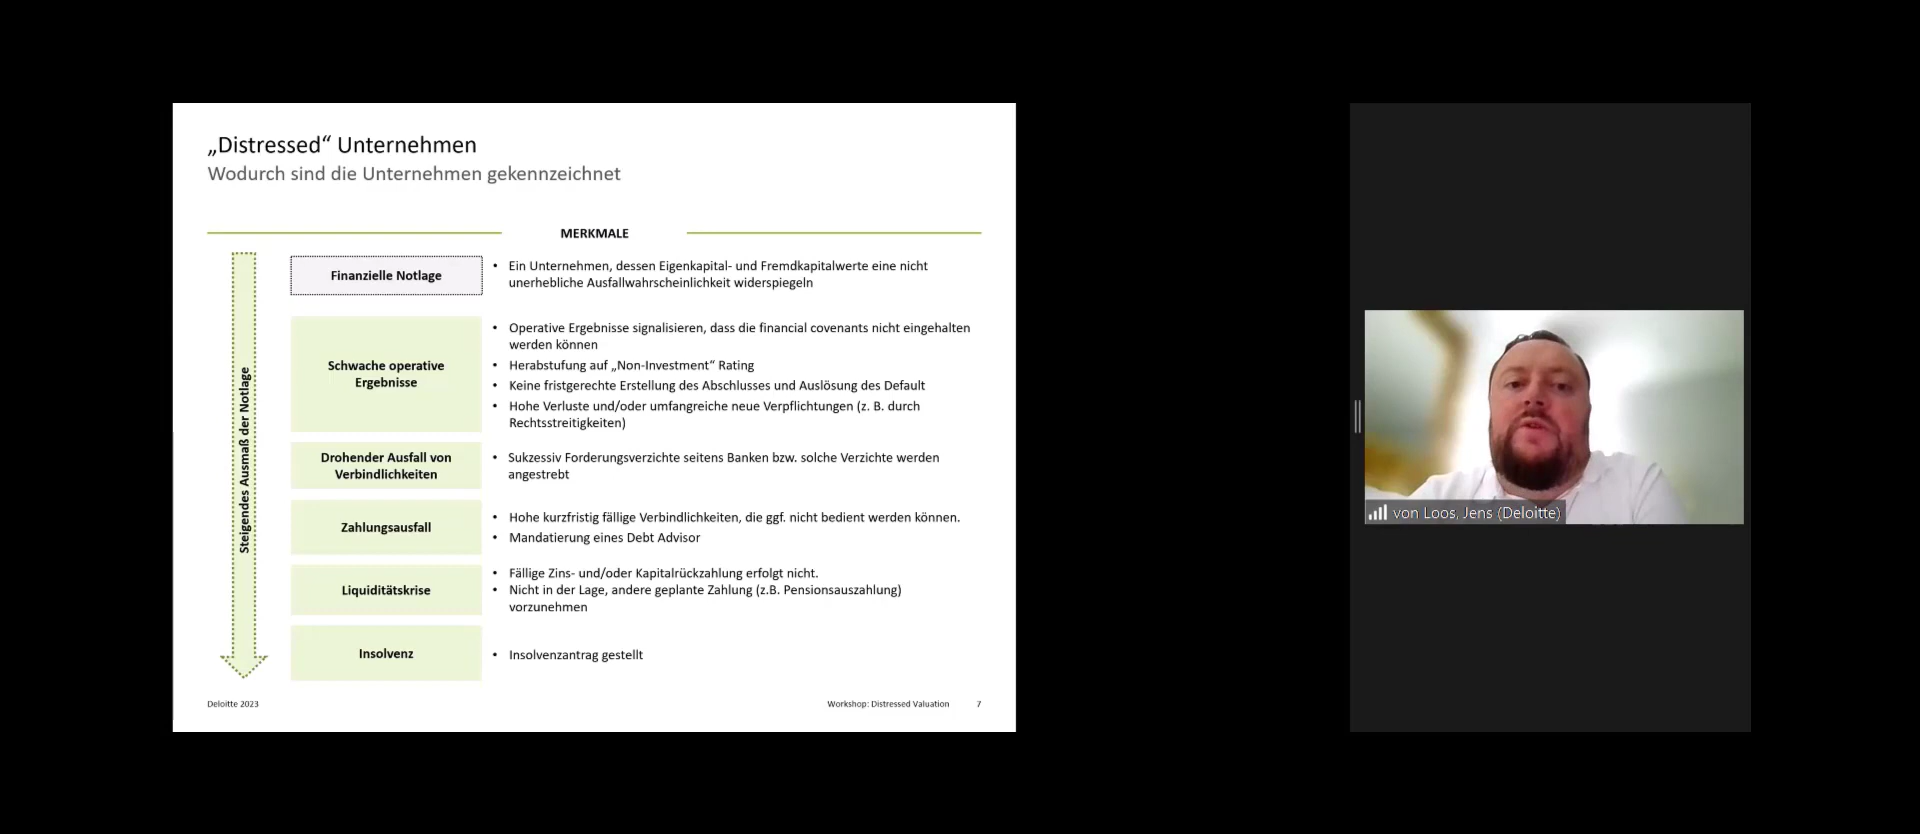 „Distressed“ Unternehmen
Wodurch sind die Unternehmen gekennzeichnet
MERKMALE
Steigendes Ausmaß der Notlage
Finanzielle Notlage
• Ein Unternehmen, dessen Eigenkapital- und Fremdkapitalwerte eine nicht
unerhebliche Ausfallwahrscheinlichkeit widerspiegeln
Schwache operative
Ergebnisse
• Operative Ergebnisse signalisieren, dass die financial covenants nicht eingehalten
werden können
• Herabstufung auf „Non-Investment“ Rating
• Keine fristgerechte Erstellung des Abschlusses und Auslösung des Default
• Hohe Verluste und/oder umfangreiche neue Verpflichtungen (z. B. durch
Rechtsstreitigkeiten)
Drohender Ausfall von
Verbindlichkeiten
• Sukzessiv Forderungsverzichte seitens Banken bzw. solche Verzichte werden
angestrebt
Zahlungsausfall
• Hohe kurzfristig fällige Verbindlichkeiten, die ggf. nicht bedient werden können.
• Mandatierung eines Debt Advisor
Liquiditätskrise
• Fällige Zins- und/oder Kapitalrückzahlung erfolgt nicht.
• Nicht in der Lage, andere geplante Zahlung (z.B. Pensionsauszahlung)
vorzunehmen
Insolvenz
• Insolvenzantrag gestellt
Deloitte 2023
Workshop: Distressed Valuation 7
von Loos, Jens (Deloitte)